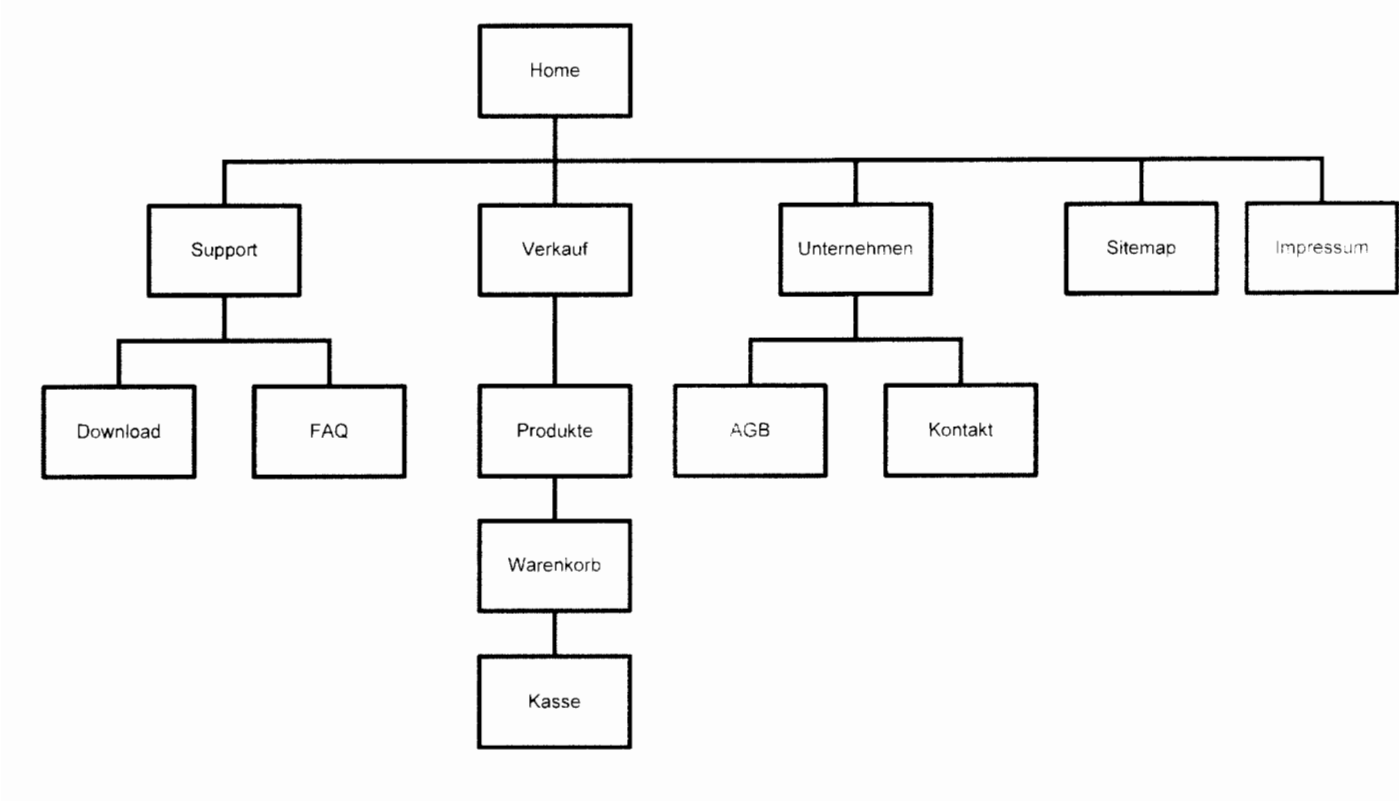 Home
Support
Verkauf
Unternehmen
Sitemap
Impressum
Download
FAQ
Produkte
AGB
Kontakt
Warenkorb
Kasse